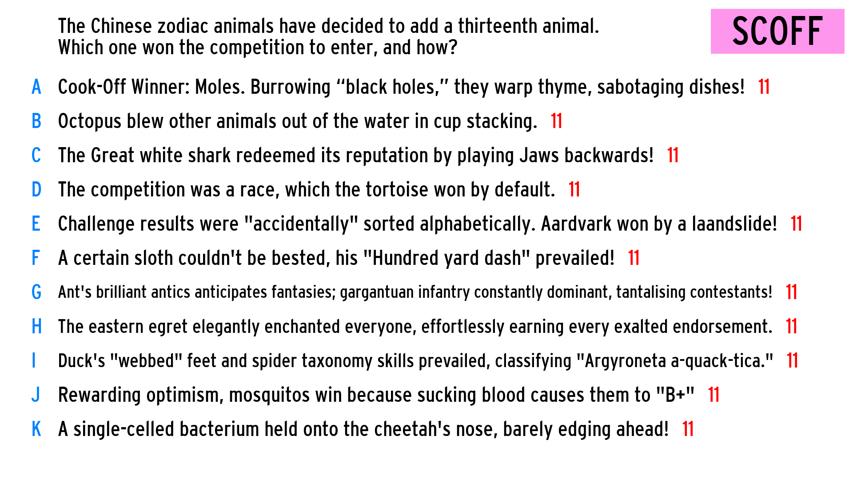 The Chinese zodiac animals have decided to add a thirteenth animal.
Which one won the competition to enter, and how?
SCOFF
A Cook-Off Winner: Moles. Burrowing “black holes,” they warp thyme, sabotaging dishes! 11
B Octopus blew other animals out of the water in cup stacking. 11
C The Great white shark redeemed its reputation by playing Jaws backwards! 11
D The competition was a race, which the tortoise won by default. 11
E Challenge results were "accidentally" sorted alphabetically. Aardvark won by a laandslide! 11
F A certain sloth couldn't be bested, his "Hundred yard dash" prevailed! 11
G Ant's brilliant antics anticipates fantasies; gargantuan infantry constantly dominant, tantalising contestants! 11
H The eastern egret elegantly enchanted everyone, effortlessly earning every exalted endorsement. 11
I Duck's "webbed" feet and spider taxonomy skills prevailed, classifying "Argyroneta a-quack-tica." 11
J Rewarding optimism, mosquitos win because sucking blood causes them to "B+" 11
K A single-celled bacterium held onto the cheetah's nose, barely edging ahead! 11